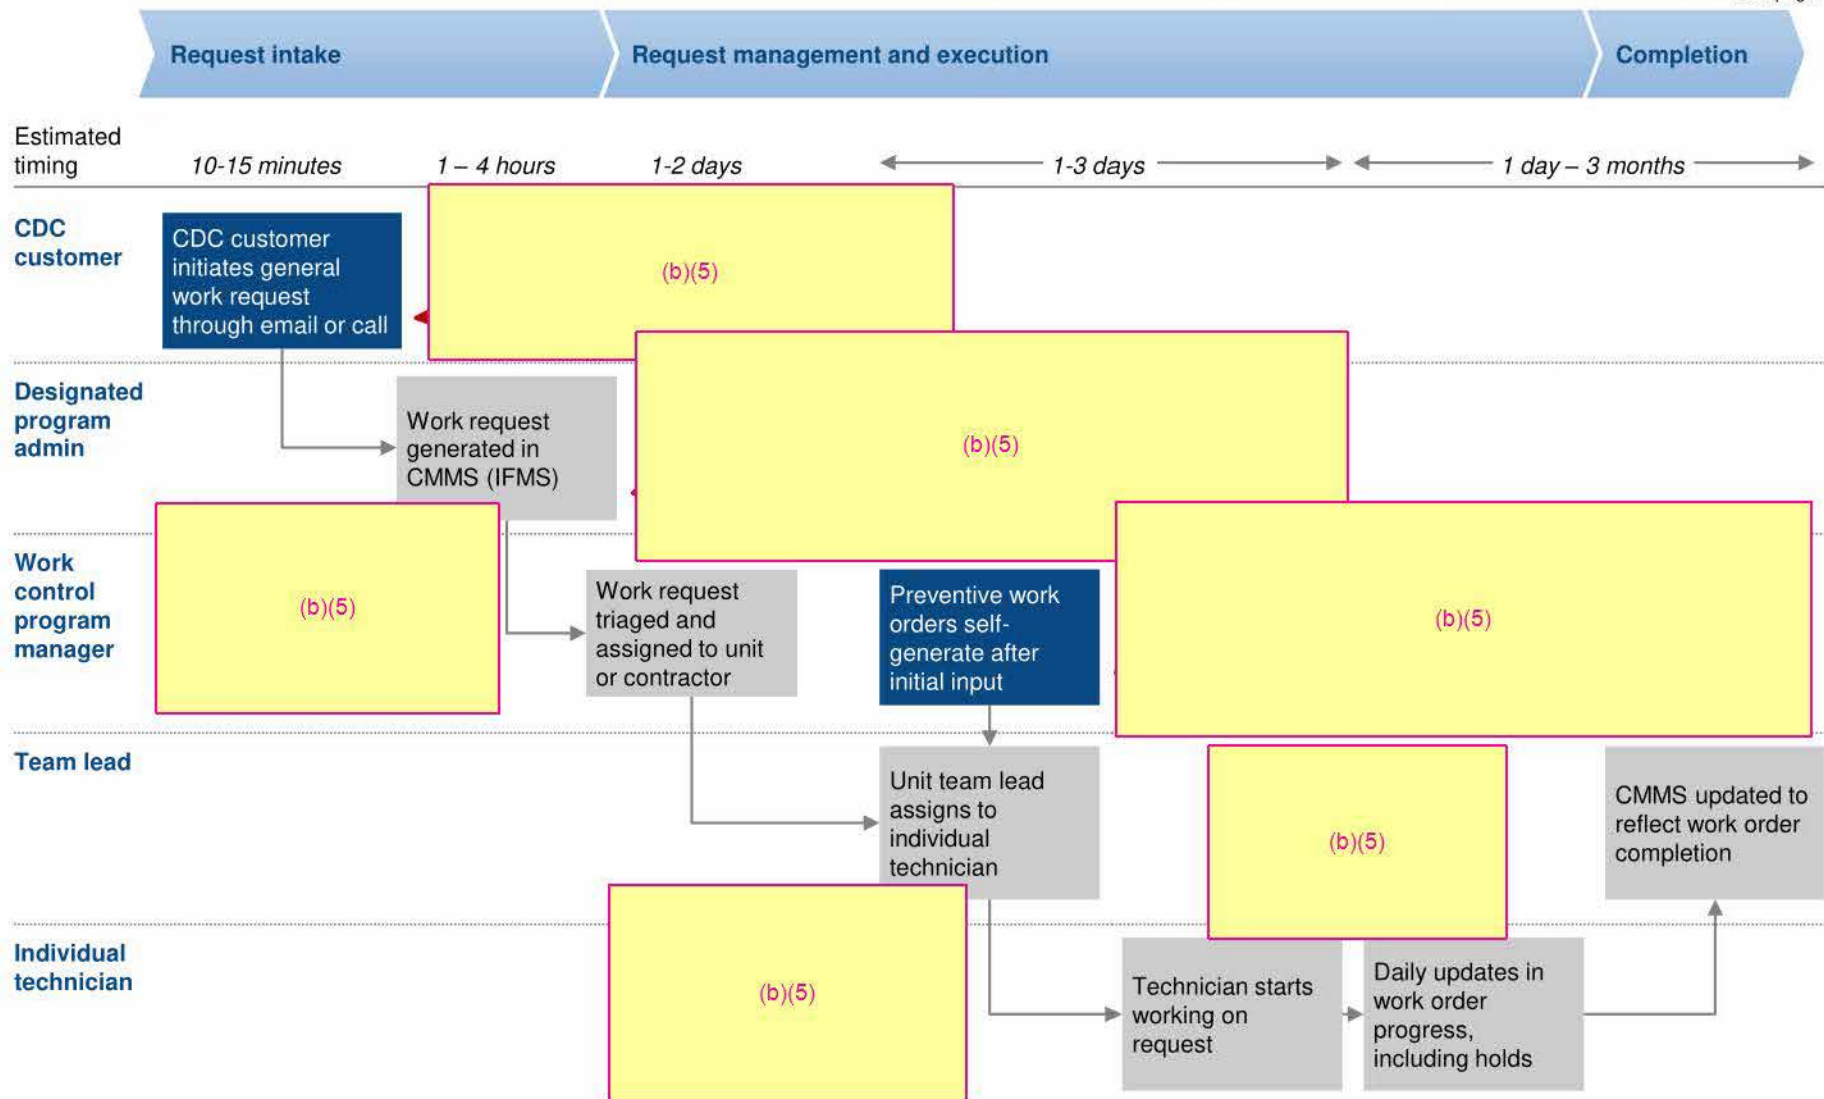 Request intake
Request management and execution
Completion
Estimated
timing
10-15 minutes
1 – 4 hours
1-2 days
1-3 days
1 day – 3 months
CDC
customer
CDC customer
initiates general
work request
through email or call
(b)(5)
Designated
program
admin
Work request
generated in
CMMS (IFMS)
(b)(5)
Work
control
program
manager
(b)(5)
Work request
triaged and
assigned to unit
or contractor
Preventive work
orders self-
generate after
initial input
(b)(5)
Team lead
Unit team lead
assigns to
individual
technician
(b)(5)
CMMS updated to
reflect work order
completion
Individual
technician
(b)(5)
Technician starts
working on
request
Daily updates in
work order
progress,
including holds